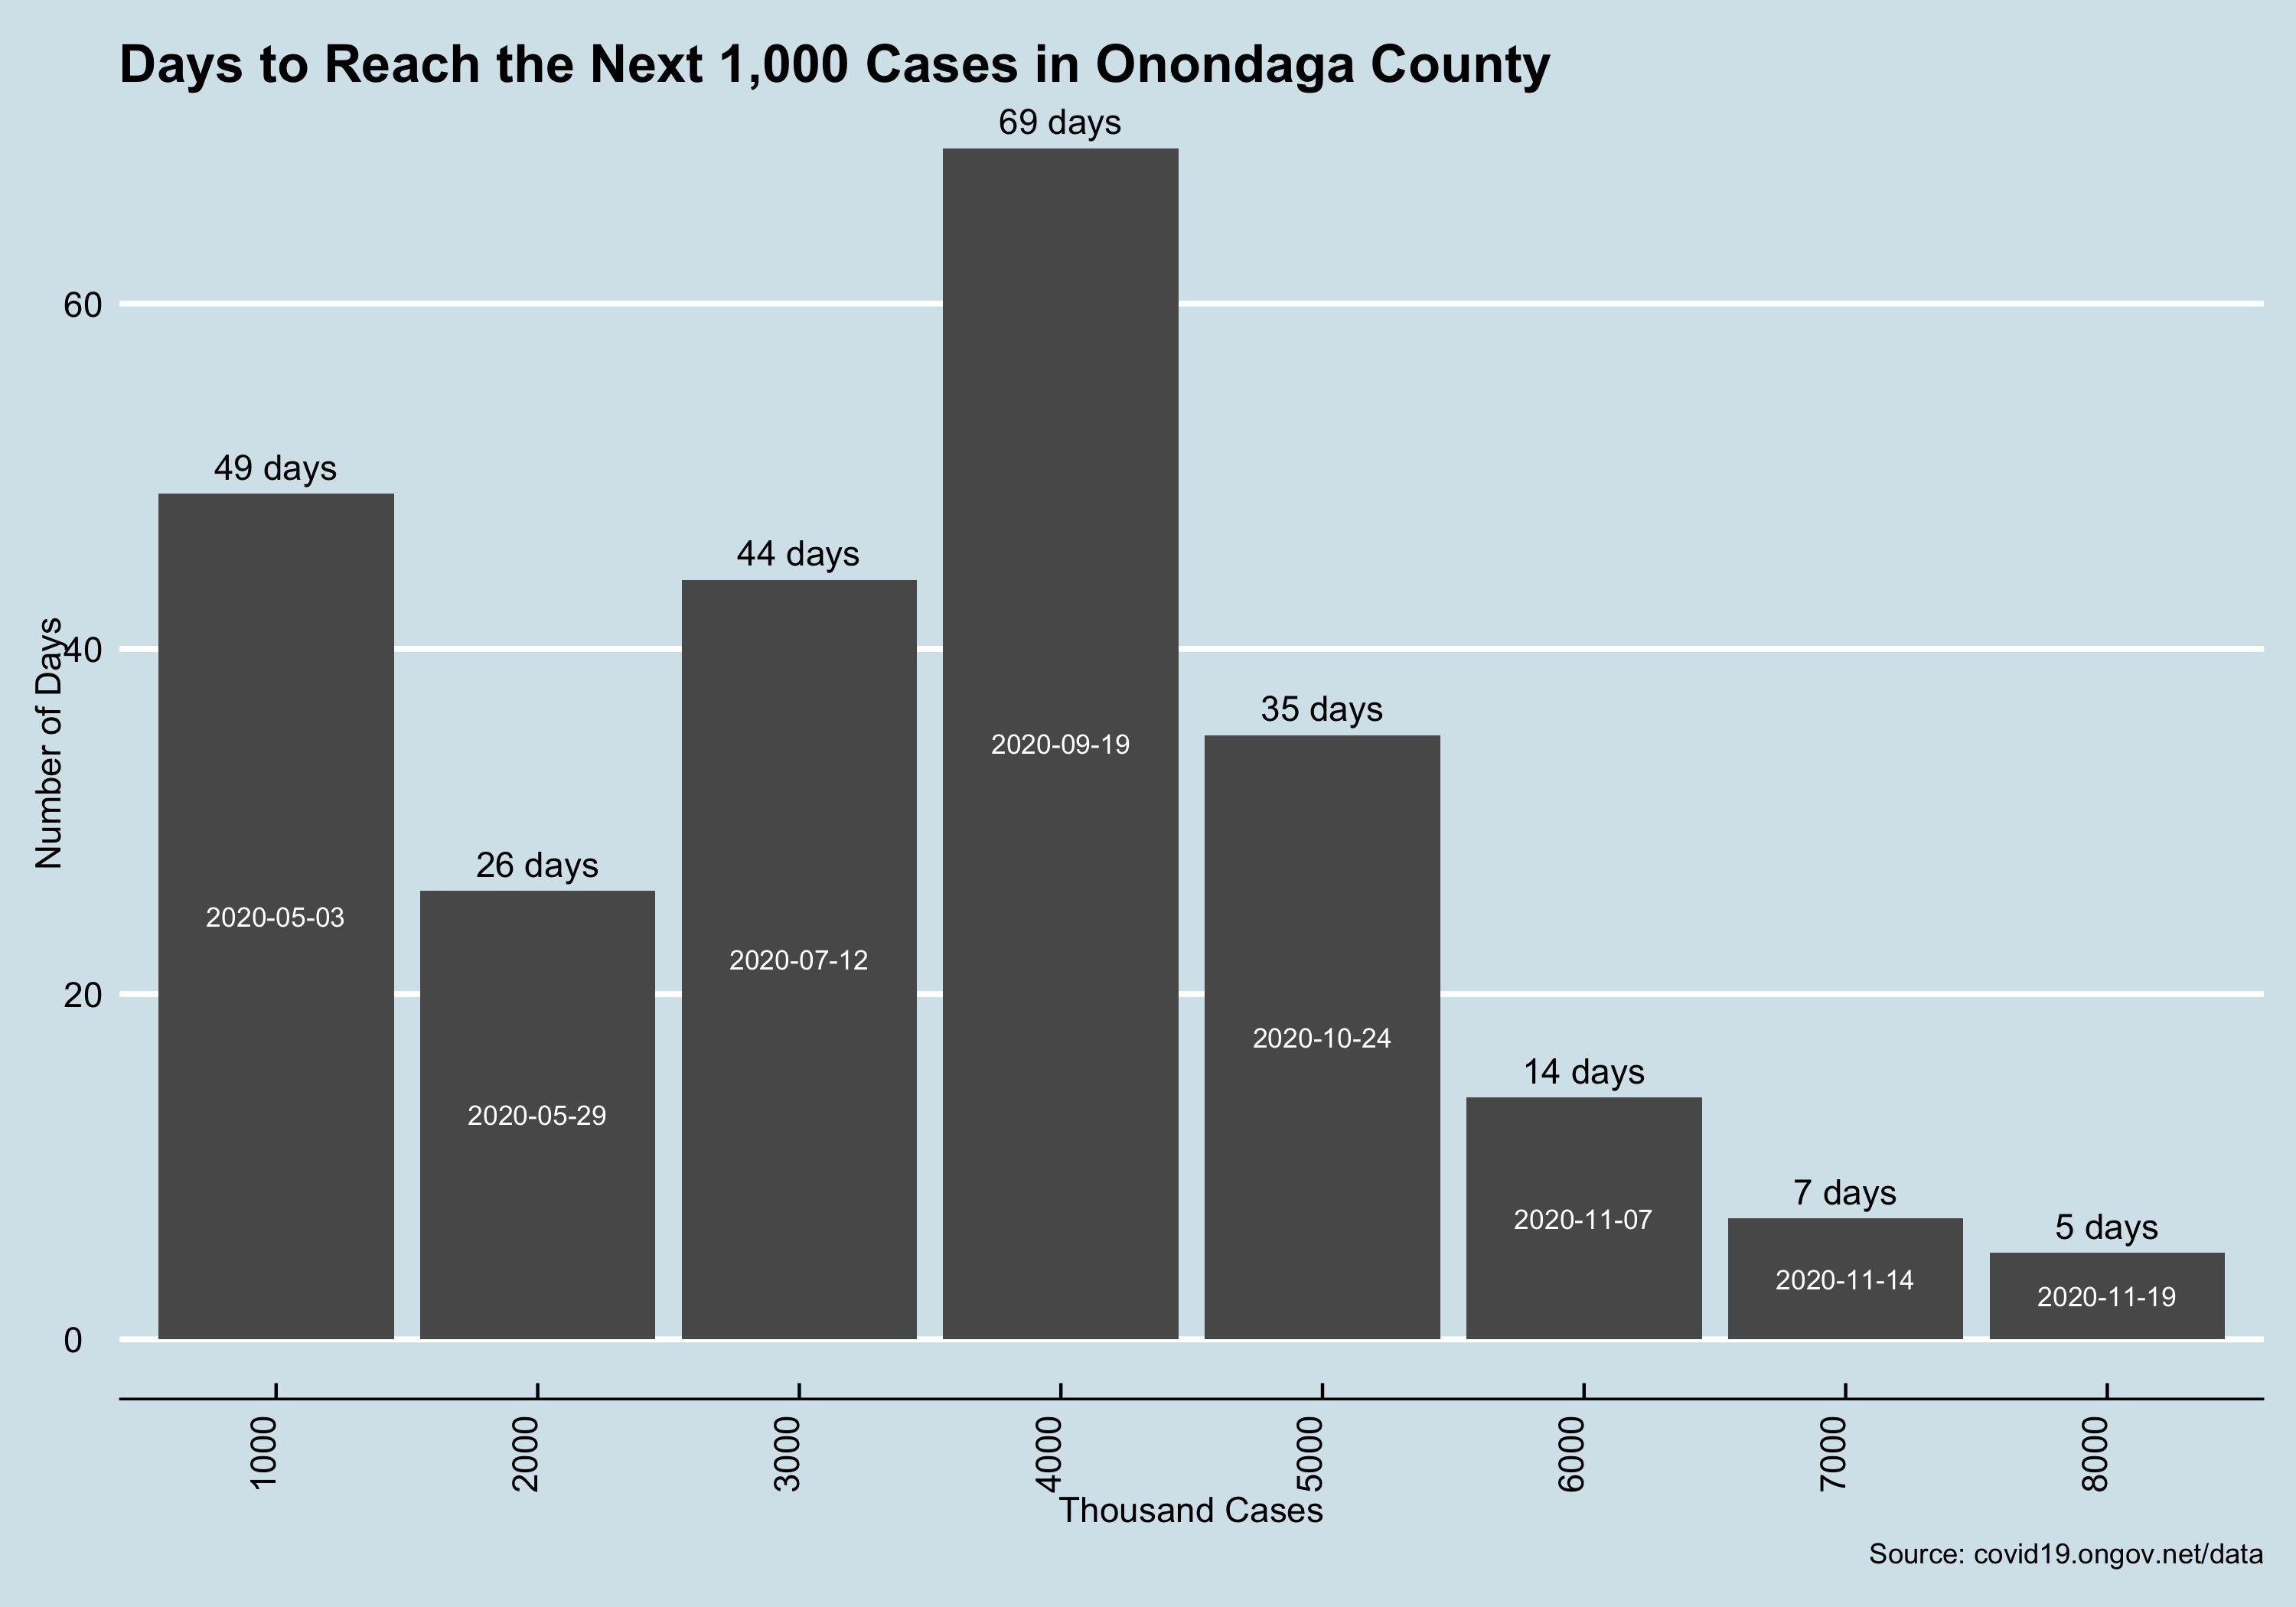 Days to Reach the Next 1,000 Cases in Onondaga County
69 days
60
49 days
44 days
40
Number of Days
35 days
2020-09-19
26 days
2020-05-03
2020-07-12
20
2020-10-24
14 days
2020-05-29
7 days
2020-11-07
5 days
2020-11-14
2020-11-19
0
1000
2000
3000
4000
5000
6000
7000
8000
Thousand Cases
Source: covid19.ongov.net/data